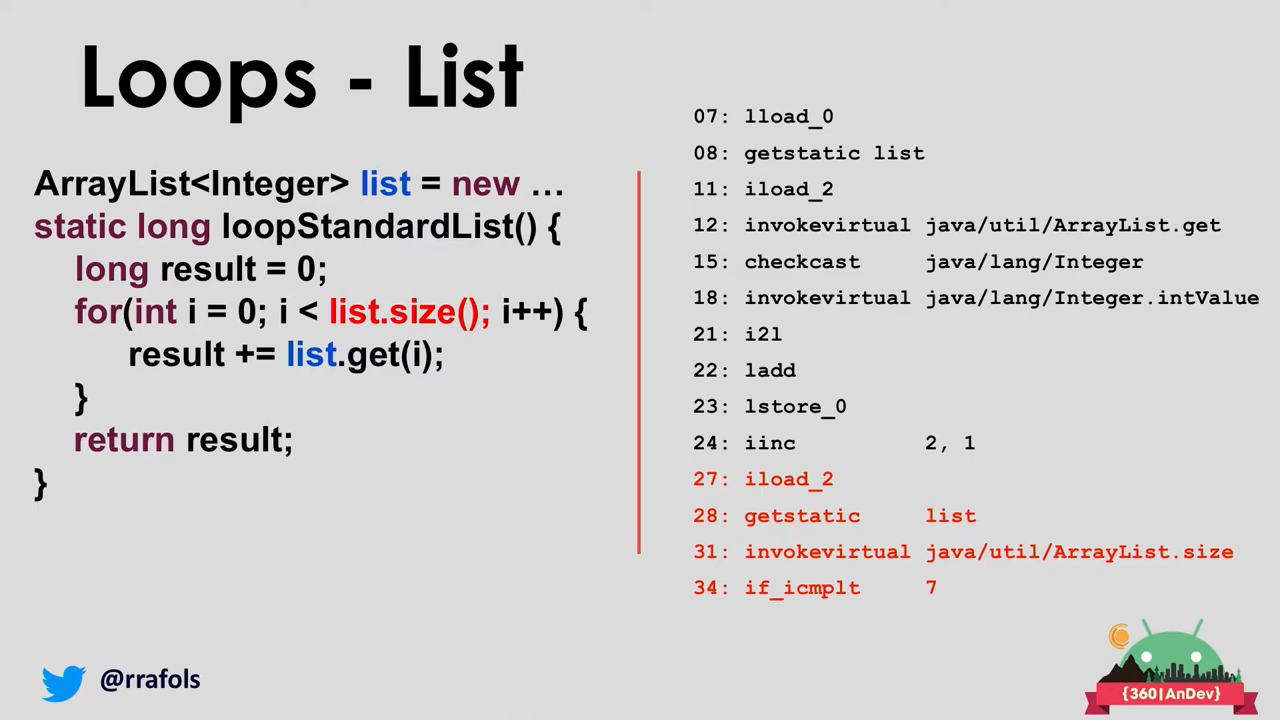 Loops - List
ArrayList<Integer> list = new …
static long loopStandardList() {
long result = 0;
for(int i = 0; i < list.size(); i++) {
result += list.get(i);
}
return result;
}
07: lload_0
08: getstatic list
11: iload_2
12: invokevirtual java/util/ArrayList.get
15: checkcast java/lang/Integer
18: invokevirtual java/lang/Integer.intValue
21: i2l
22: ladd
23: lstore_0
24: iinc 2, 1
27: iload_2
28: getstatic list
31: invokevirtual java/util/ArrayList.size
34: if_icmplt 7
@rrafols
{360|AnDev}